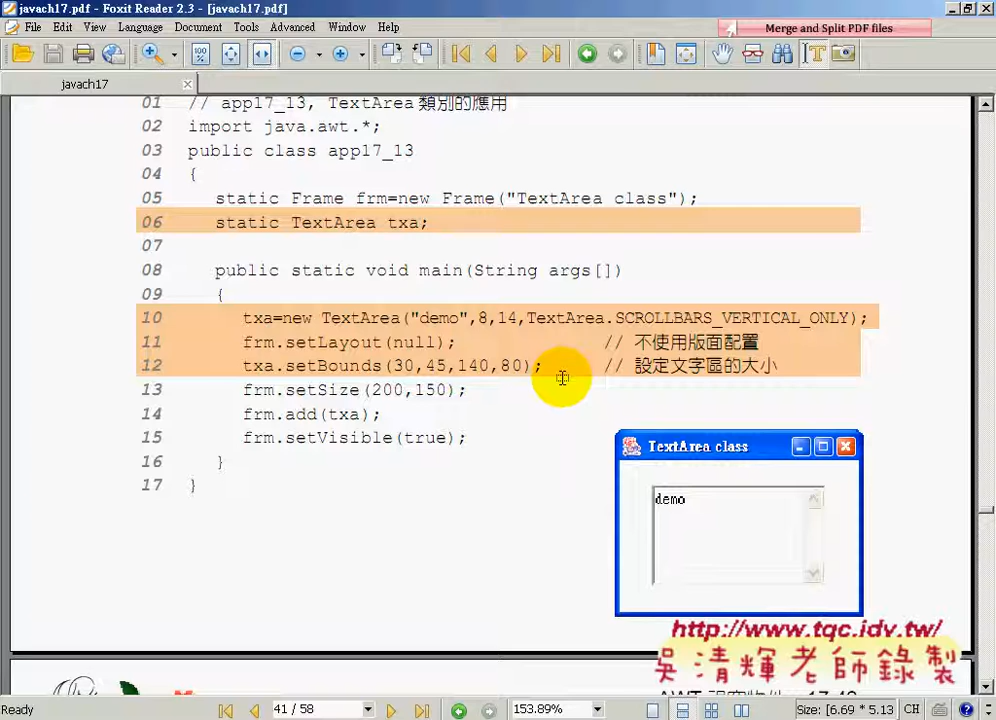 javach17.pdf - Foxit Reader 2.3 - [javach17.pdf]
File Edit View Language Document Tools Advanced Window Help
Merge and Split PDF files
javach17
01 // app17_13, TextArea 類別的應用
02 import java.awt.*;
03 public class app17_13
04 {
05 static Frame frm=new Frame("TextArea class");
06 static TextArea txa;
07
08 public static void main(String args[])
09 {
10 txa=new TextArea("demo",8,14,TextArea.SCROLLBARS_VERTICAL_ONLY);
11 frm.setLayout(null); // 不使用版面配置
12 txa.setBounds(30,45,140,80); // 設定文字區的大小
13 frm.setSize(200,150);
14 frm.add(txa);
15 frm.setVisible(true);
16 }
17 }
TextArea class
demo
http://www.tqc.idv.tw/
吳清輝老師錄製
Ready
41 / 58
153.89%
Size: [6.69 * 5.13
CH